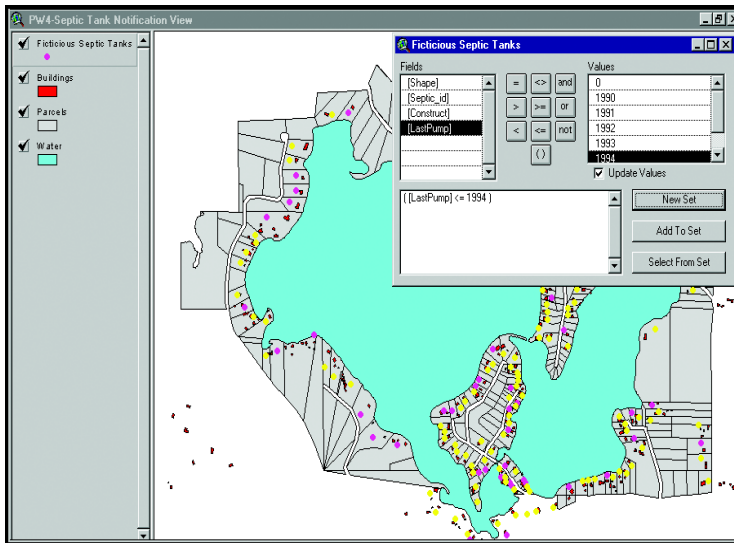 PW4-Septic Tank Notification View
Ficticious Septic Tanks
Buildings
Parcels
Water
Ficticious Septic Tanks
Fields
[Shape]
[Septic_id]
[Construct]
[LastPump]
= <> and
> >= or
< <= not
( )
Values
0
1990
1991
1992
1993
1994
Update Values
( [LastPump] <= 1994 )
New Set
Add To Set
Select From Set